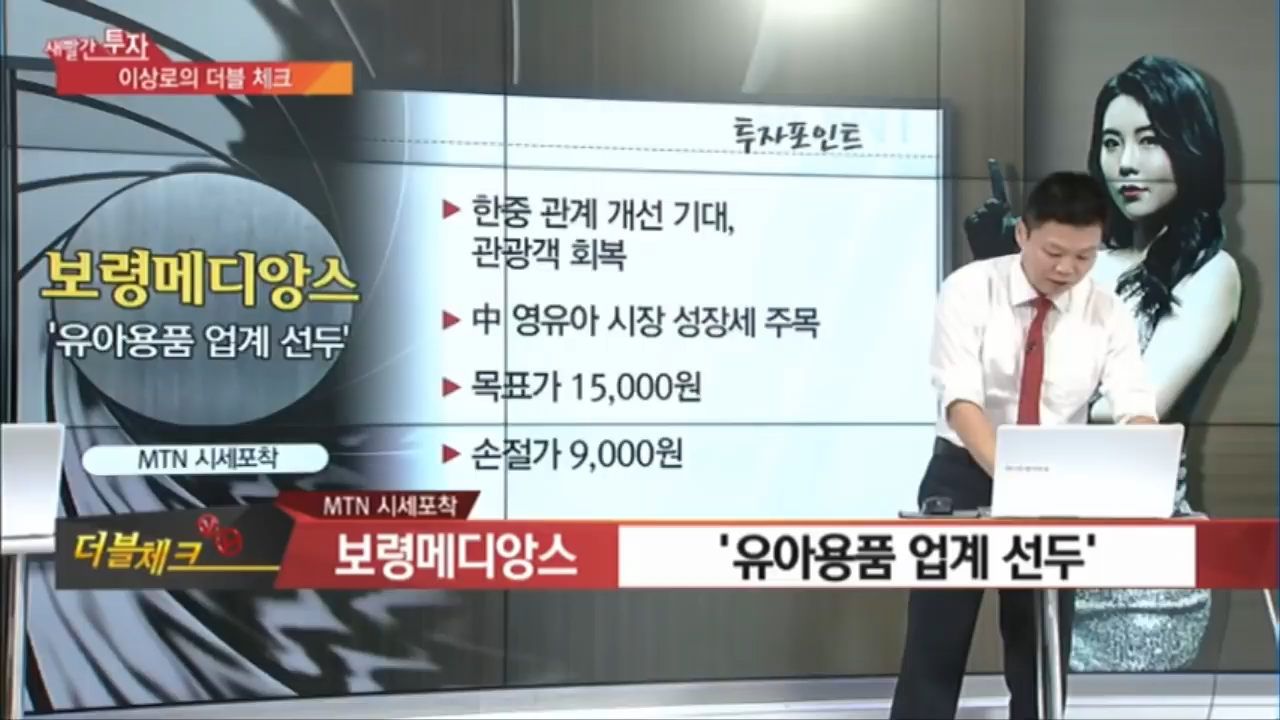 새빨간 투자
이상로의 더블 체크
투자포인트
보령메디앙스
'유아용품 업계 선두'
MTN 시세포착
▶ 한중 관계 개선 기대,
관광객 회복
▶ 中 영유아 시장 성장세 주목
▶ 목표가 15,000원
▶ 손절가 9,000원
더블체크
MTN 시세포착
보령메디앙스
'유아용품 업계 선두'